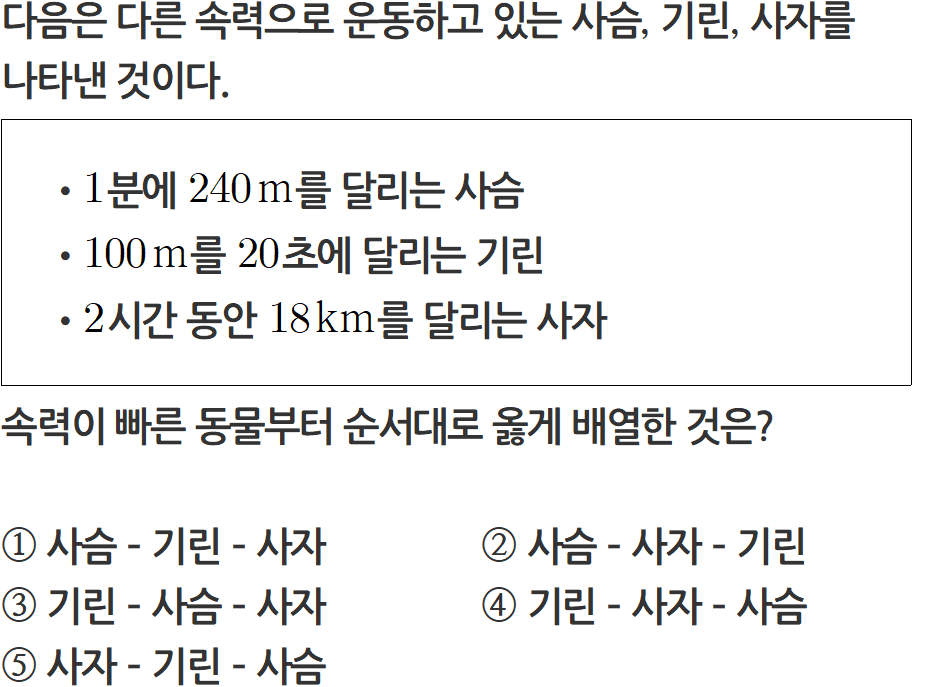 다음은 다른 속력으로 운동하고 있는 사슴, 기린, 사자를
나타낸 것이다.
• 1분에 240 m를 달리는 사슴
• 100 m를 20초에 달리는 기린
• 2시간 동안 18 km를 달리는 사자
속력이 빠른 동물부터 순서대로 옳게 배열한 것은?
① 사슴 - 기린 - 사자 ② 사슴 - 사자 - 기린
③ 기린 - 사슴 - 사자 ④ 기린 - 사자 - 사슴
⑤ 사자 - 기린 - 사슴